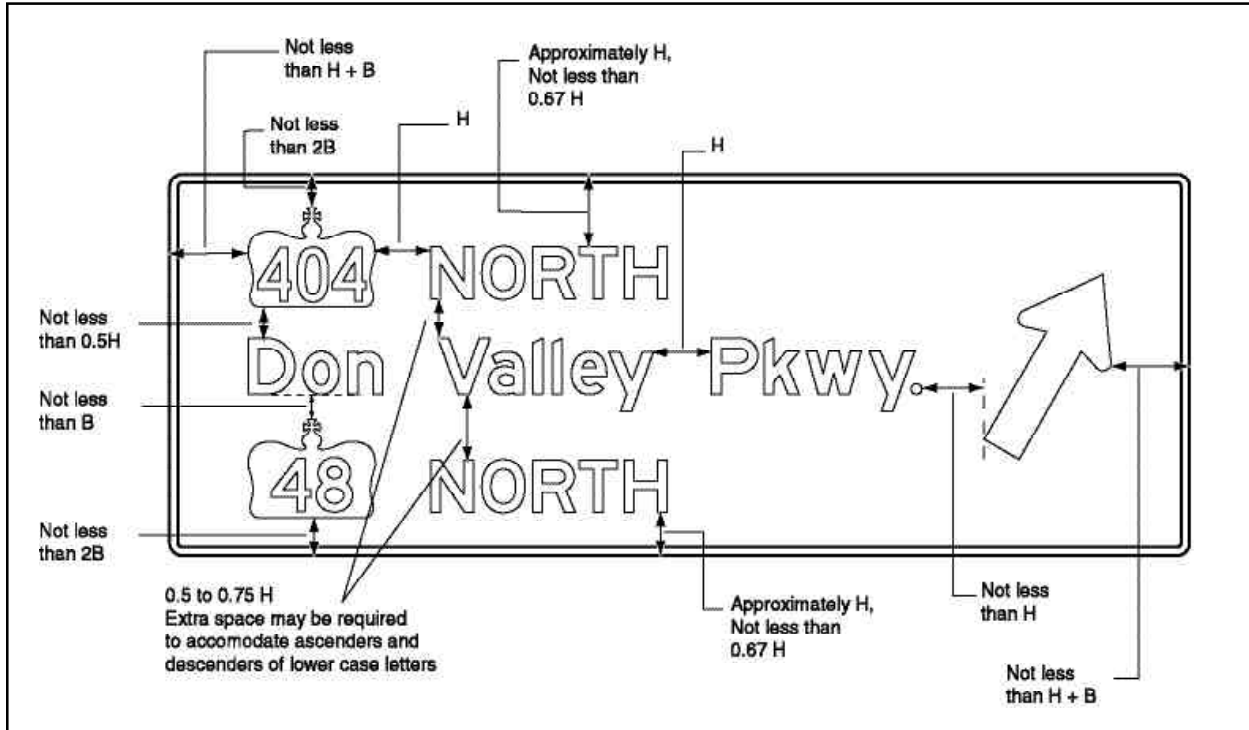 Not less
than H + B
Approximately H,
Not less than
0.67 H
Not less
than 2B
H
H
404 NORTH
Not less
than 0.5H
Don Valley Pkwy.
Not less
than B
48 NORTH
Not less
than 2B
0.5 to 0.75 H
Extra space may be required
to accomodate ascenders and
descenders of lower case letters
Approximately H,
Not less than
0.67 H
Not less
than H
Not less
than H + B